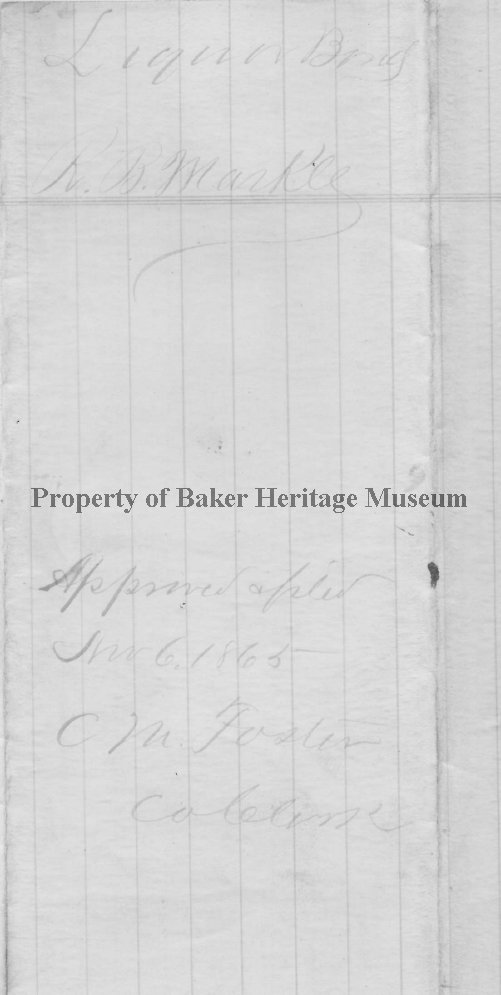 Liquor Bond
R. B. Markle
Property of Baker Heritage Museum
Approved & filed
Nov 6. 1865
C M. Foster
Co Clerk